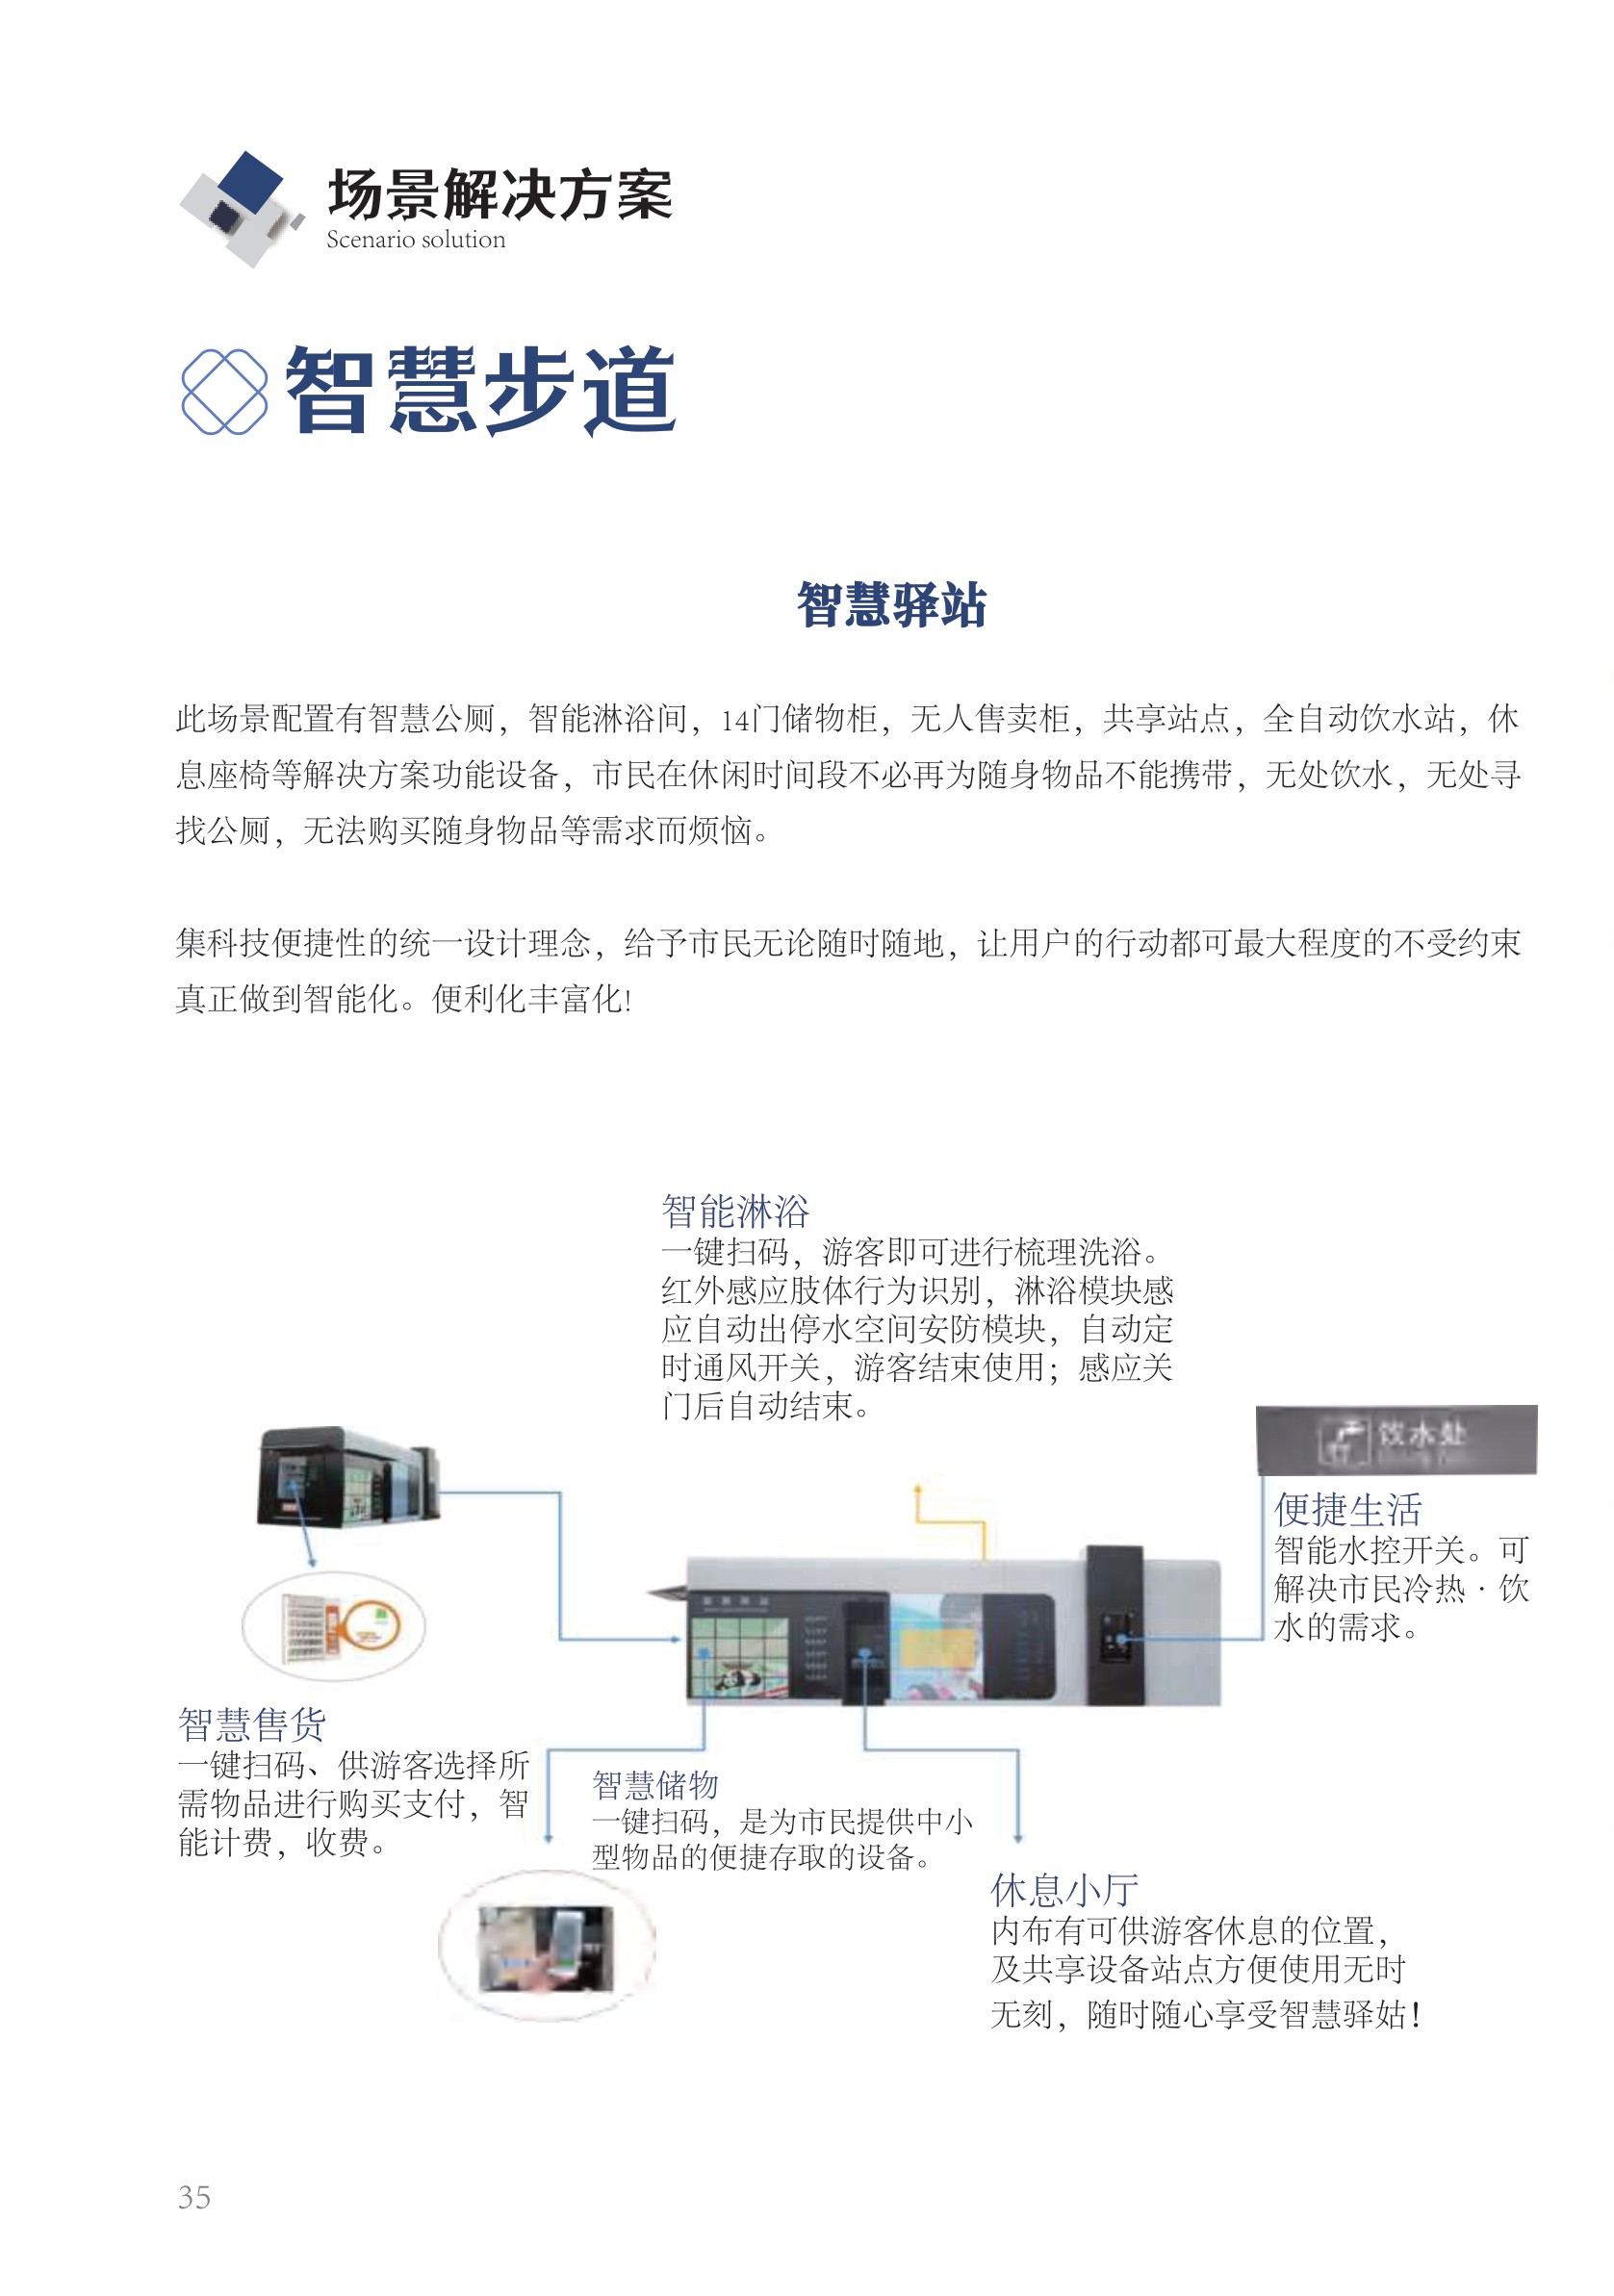 场景解决方案
Scenario solution
智慧步道
智慧驿站
此场景配置有智慧公厕，智能淋浴间，14门储物柜，无人售卖柜，共享站点，全自动饮水站，休
息座椅等解决方案功能设备，市民在休闲时间段不必再为随身物品不能携带，无处饮水，无处寻
找公厕，无法购买随身物品等需求而烦恼。
集科技便捷性的统一设计理念，给予市民无论随时随地，让用户的行动都可最大程度的不受约束
真正做到智能化。便利化丰富化!
智能淋浴
一键扫码，游客即可进行梳理洗浴。
红外感应肢体行为识别，淋浴模块感
应自动出停水空间安防模块，自动定
时通风开关，游客结束使用；感应关
门后自动结束。
饮水处
便捷生活
智能水控开关。可
解决市民冷热·饮
水的需求。
智慧售货
一键扫码、供游客选择所
需物品进行购买支付，智
能计费，收费。
智慧储物
一键扫码，是为市民提供中小
型物品的便捷存取的设备。
休息小厅
内布有可供游客休息的位置，
及共享设备站点方便使用无时
无刻，随时随心享受智慧驿姑！
35